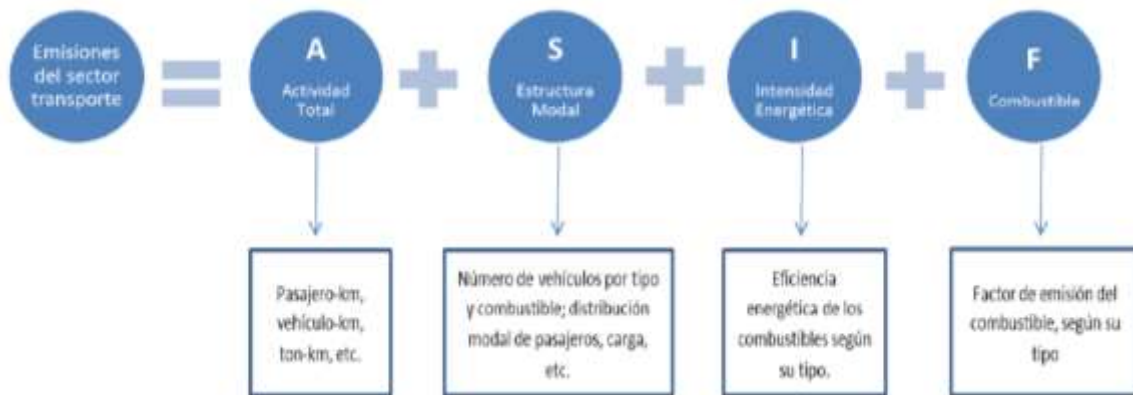 Emisiones
del sector
transporte
A
Actividad
Total
S
Estructura
Modal
I
Intensidad
Energética
F
Combustible
Pasajero-km,
vehículo-km,
ton-km, etc.
Número de vehículos por tipo
y combustible; distribución
modal de pasajeros, carga,
etc.
Eficiencia
energética de los
combustibles según
su tipo.
Factor de emisión del
combustible, según su
tipo